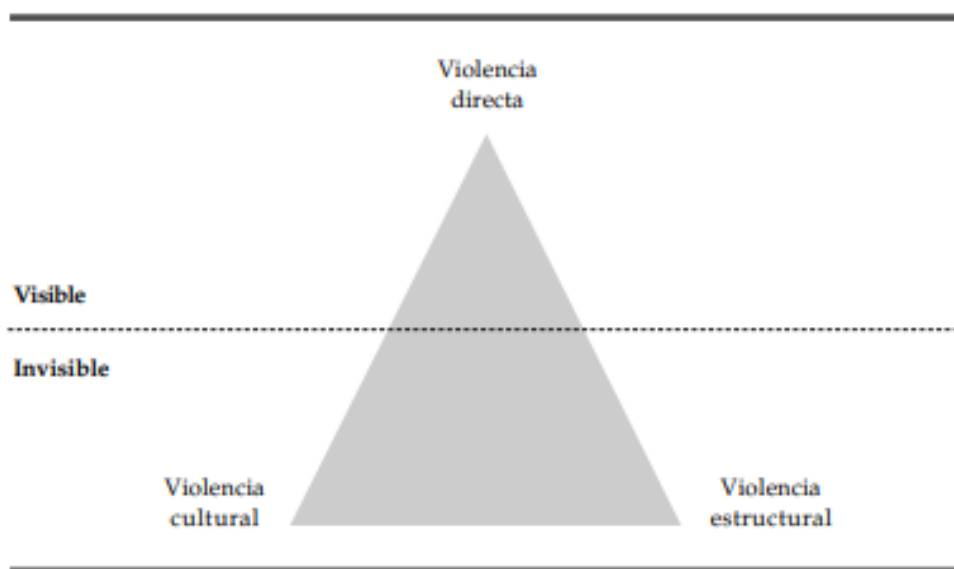 Violencia
directa
Visible
Invisible
Violencia
cultural
Violencia
estructural